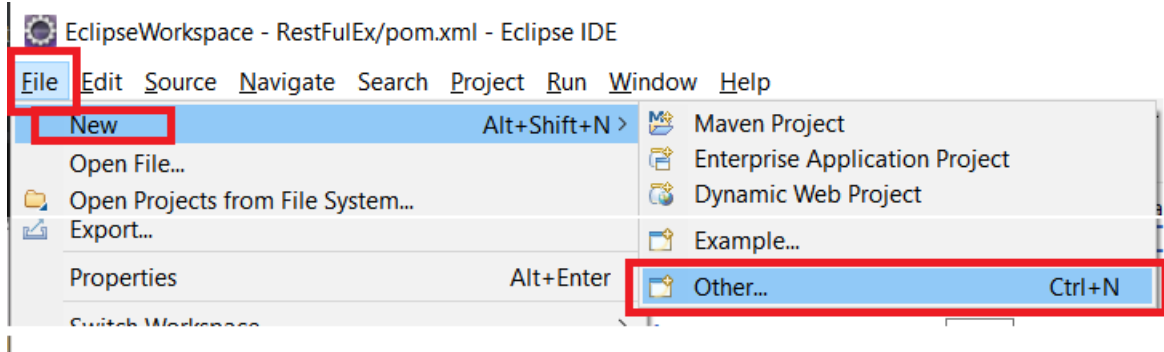 EclipseWorkspace - RestFulEx/pom.xml - Eclipse IDE
File Edit Source Navigate Search Project Run Window Help
New Alt+Shift+N >
Open File...
Open Projects from File System...
Export...
Properties Alt+Enter
Switch Workspace >
Maven Project
Enterprise Application Project
Dynamic Web Project
Example...
Other... Ctrl+N